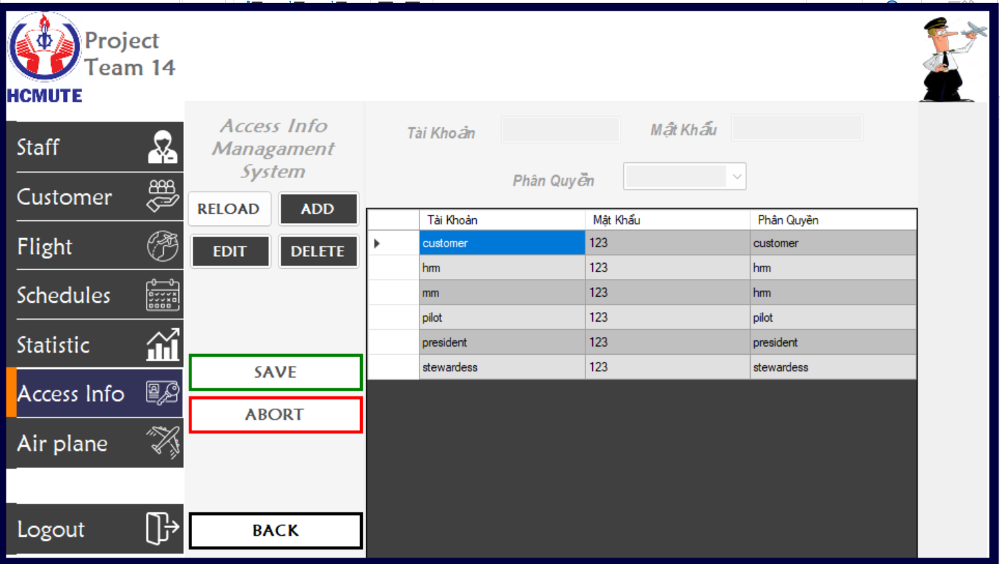 Project
Team 14
HCMUTE
Staff
Customer
Flight
Schedules
Statistic
Access Info
Air plane
Logout
Access Info
Managament
System
RELOAD ADD
EDIT DELETE
SAVE
ABORT
BACK
Tài Khoản Mật Khẩu
Phân Quyền
Tài Khoản Mật Khẩu Phân Quyền
customer 123 customer
hrm 123 hrm
mm 123 hrm
pilot 123 pilot
president 123 president
stewardess 123 stewardess